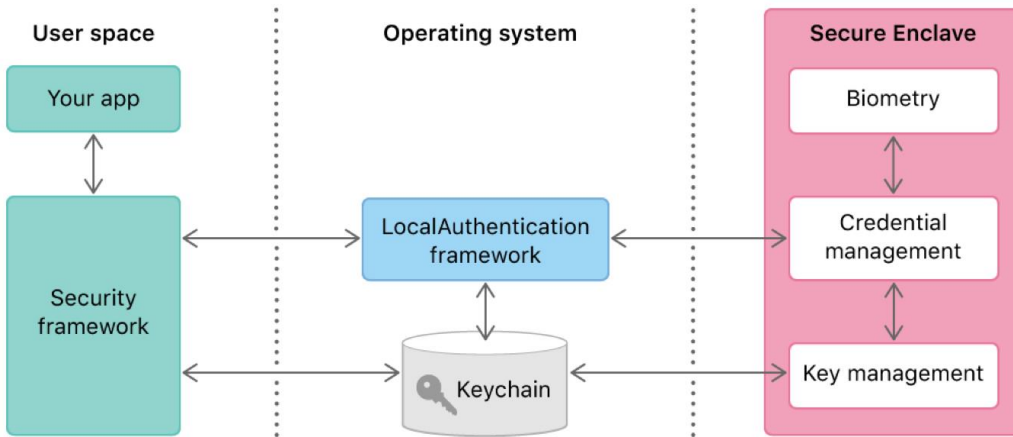 User space
Operating system
Secure Enclave
Your app
Biometry
LocalAuthentication
framework
Credential
management
Security
framework
Keychain
Key management